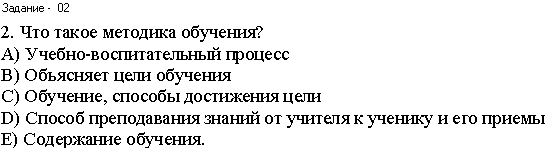 Задание - 02
2. Что такое методика обучения?
A) Учебно-воспитательный процесс
B) Обьясняет цели обучения
C) Обучение, способы достижения цели
D) Способ преподавания знаний от учителя к ученику и его приемы
E) Содержание обучения.